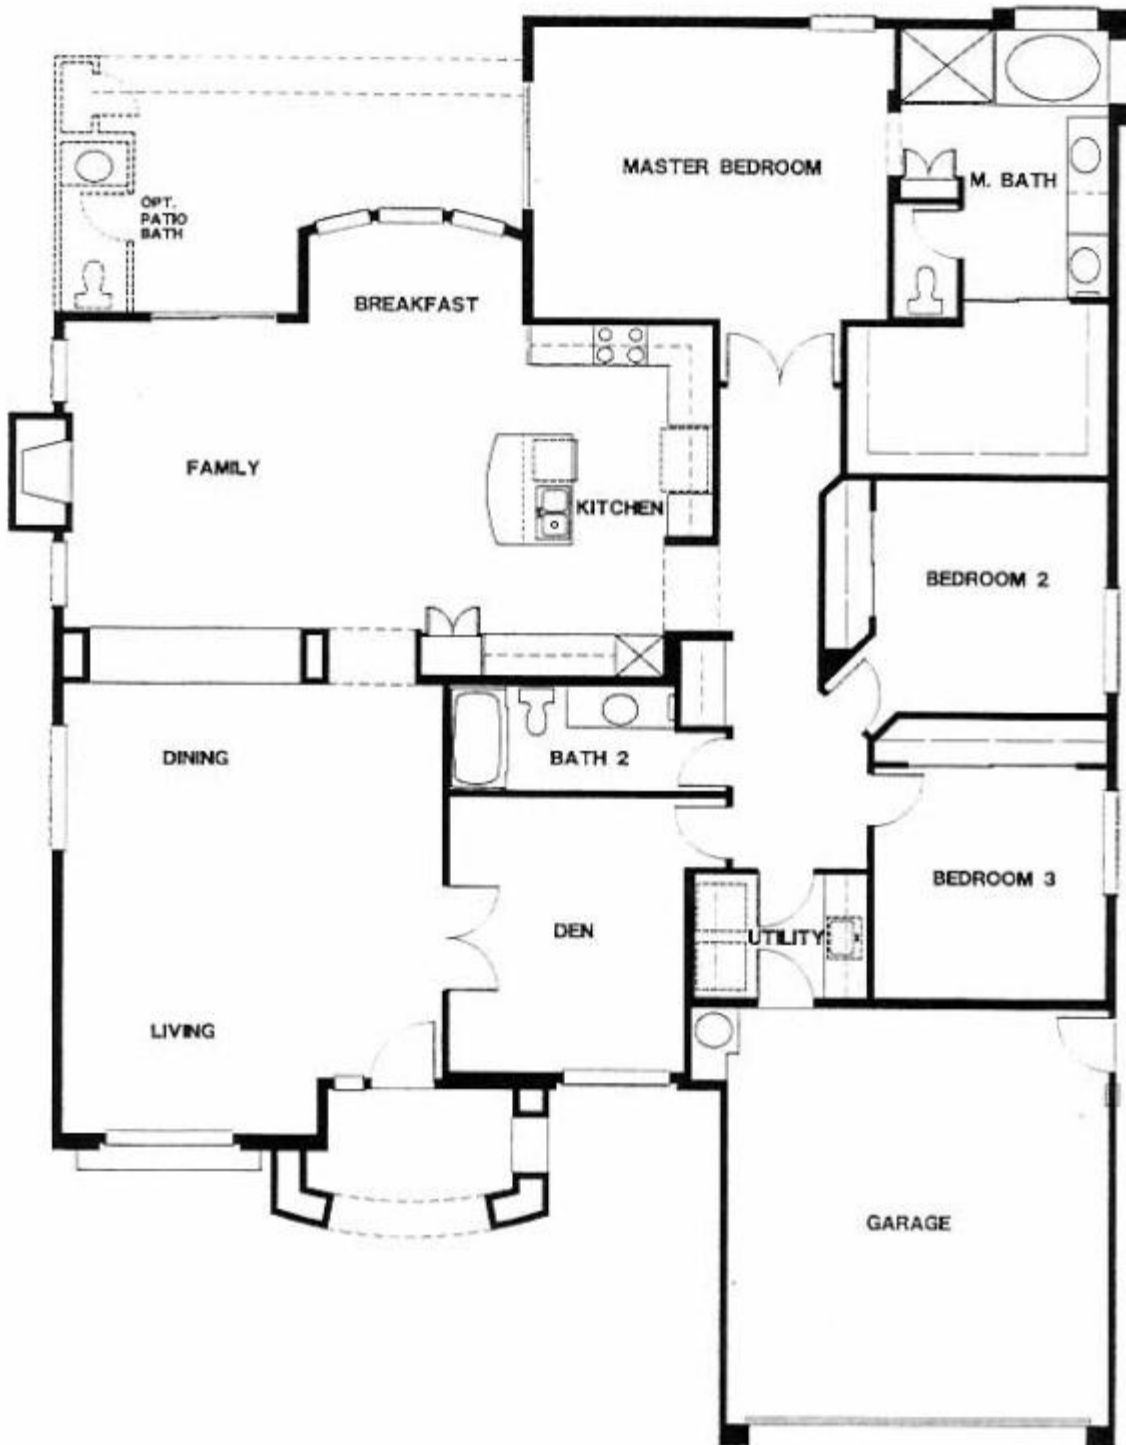 MASTER BEDROOM
M. BATH
OPT.
PATIO
BATH
BREAKFAST
FAMILY
KITCHEN
BEDROOM 2
DINING
BATH 2
BEDROOM 3
DEN
UTILITY
LIVING
GARAGE